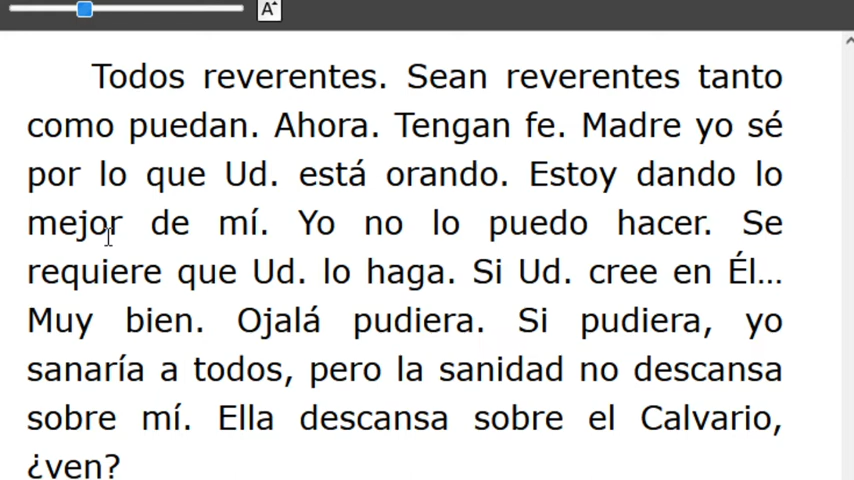 A
Todos reverentes. Sean reverentes tanto
como puedan. Ahora. Tengan fe. Madre yo sé
por lo que Ud. está orando. Estoy dando lo
mejor de mí. Yo no lo puedo hacer. Se
requiere que Ud. lo haga. Si Ud. cree en Él...
Muy bien. Ojalá pudiera. Si pudiera, yo
sanaría a todos, pero la sanidad no descansa
sobre mí. Ella descansa sobre el Calvario,
¿ven?